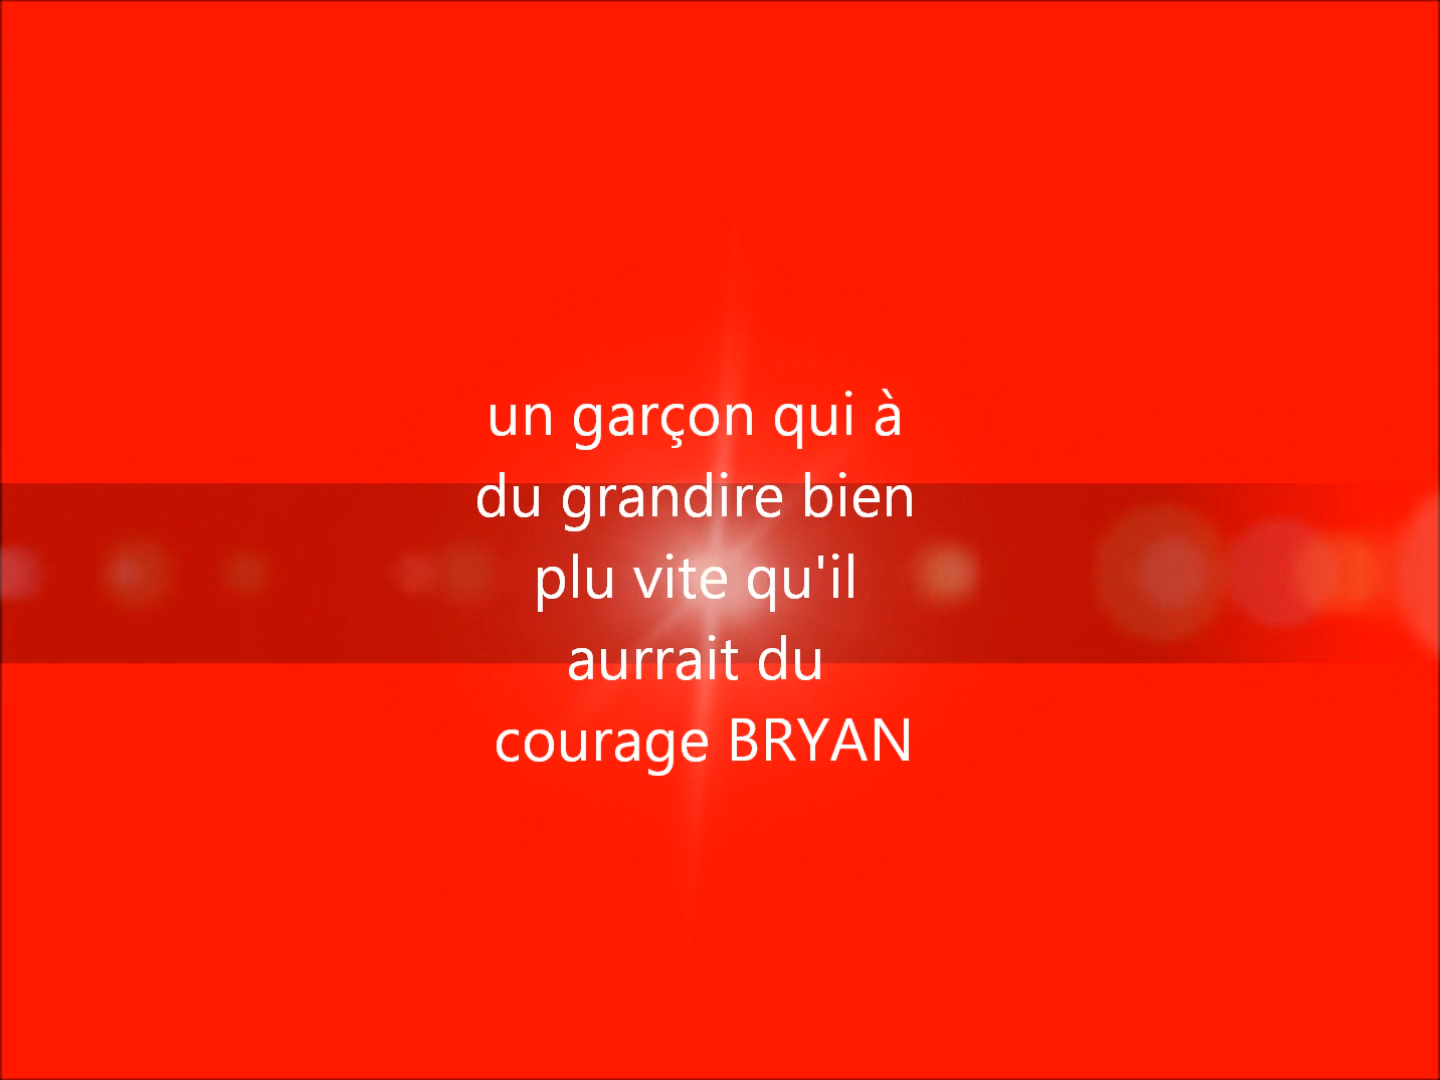 un garçon qui à
du grandire bien
plu vite qu'il
aurrait du
courage BRYAN